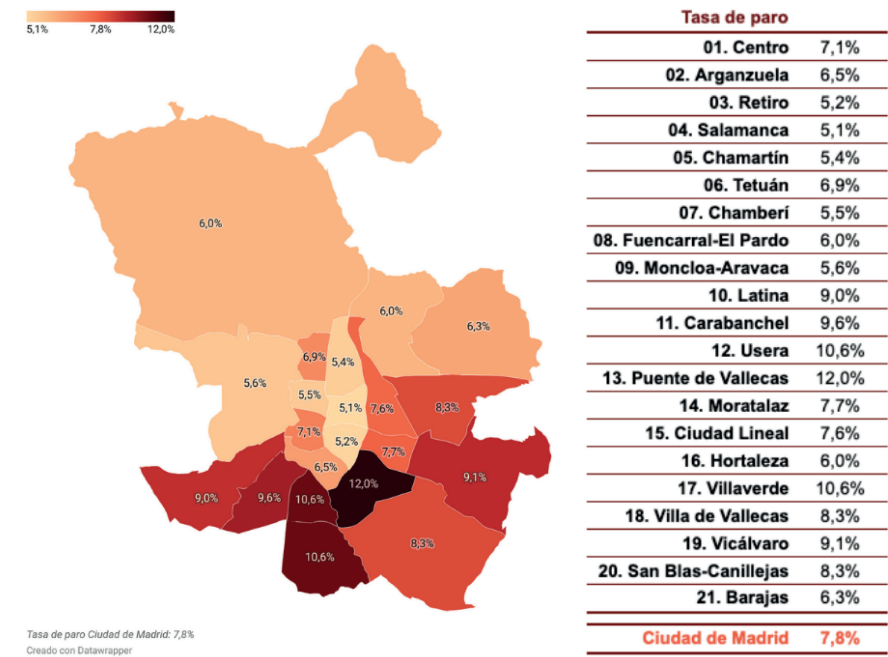 5,1% 7,8% 12,0%
6,0%
6,0%
6,3%
6,9%
5,4%
5,6%
5,5%
5,1%
7,6%
8,3%
7,1%
5,2%
7,7%
6,5%
9,1%
12,0%
9,0%
9,6%
10,6%
8,3%
10,6%
Tasa de paro Ciudad de Madrid: 7,8%
Creado con Datawrapper
Tasa de paro
01. Centro 7,1%
02. Arganzuela 6,5%
03. Retiro 5,2%
04. Salamanca 5,1%
05. Chamartín 5,4%
06. Tetuán 6,9%
07. Chamberí 5,5%
08. Fuencarral-El Pardo 6,0%
09. Moncloa-Aravaca 5,6%
10. Latina 9,0%
11. Carabanchel 9,6%
12. Usera 10,6%
13. Puente de Vallecas 12,0%
14. Moratalaz 7,7%
15. Ciudad Lineal 7,6%
16. Hortaleza 6,0%
17. Villaverde 10,6%
18. Villa de Vallecas 8,3%
19. Vicálvaro 9,1%
20. San Blas-Canillejas 8,3%
21. Barajas 6,3%
Ciudad de Madrid 7,8%